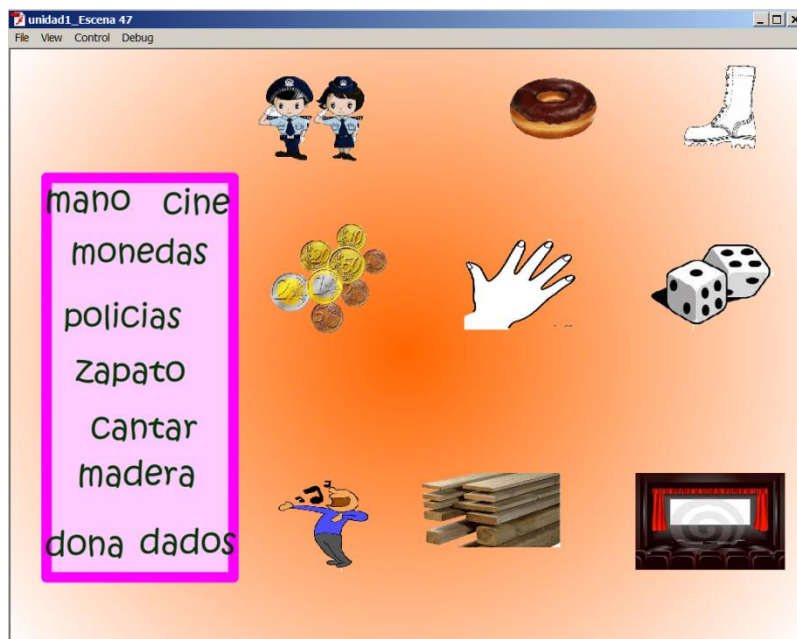 unidad1_Escena 47
File View Control Debug
mano cine
monedas
policias
zapato
cantar
madera
dona dados